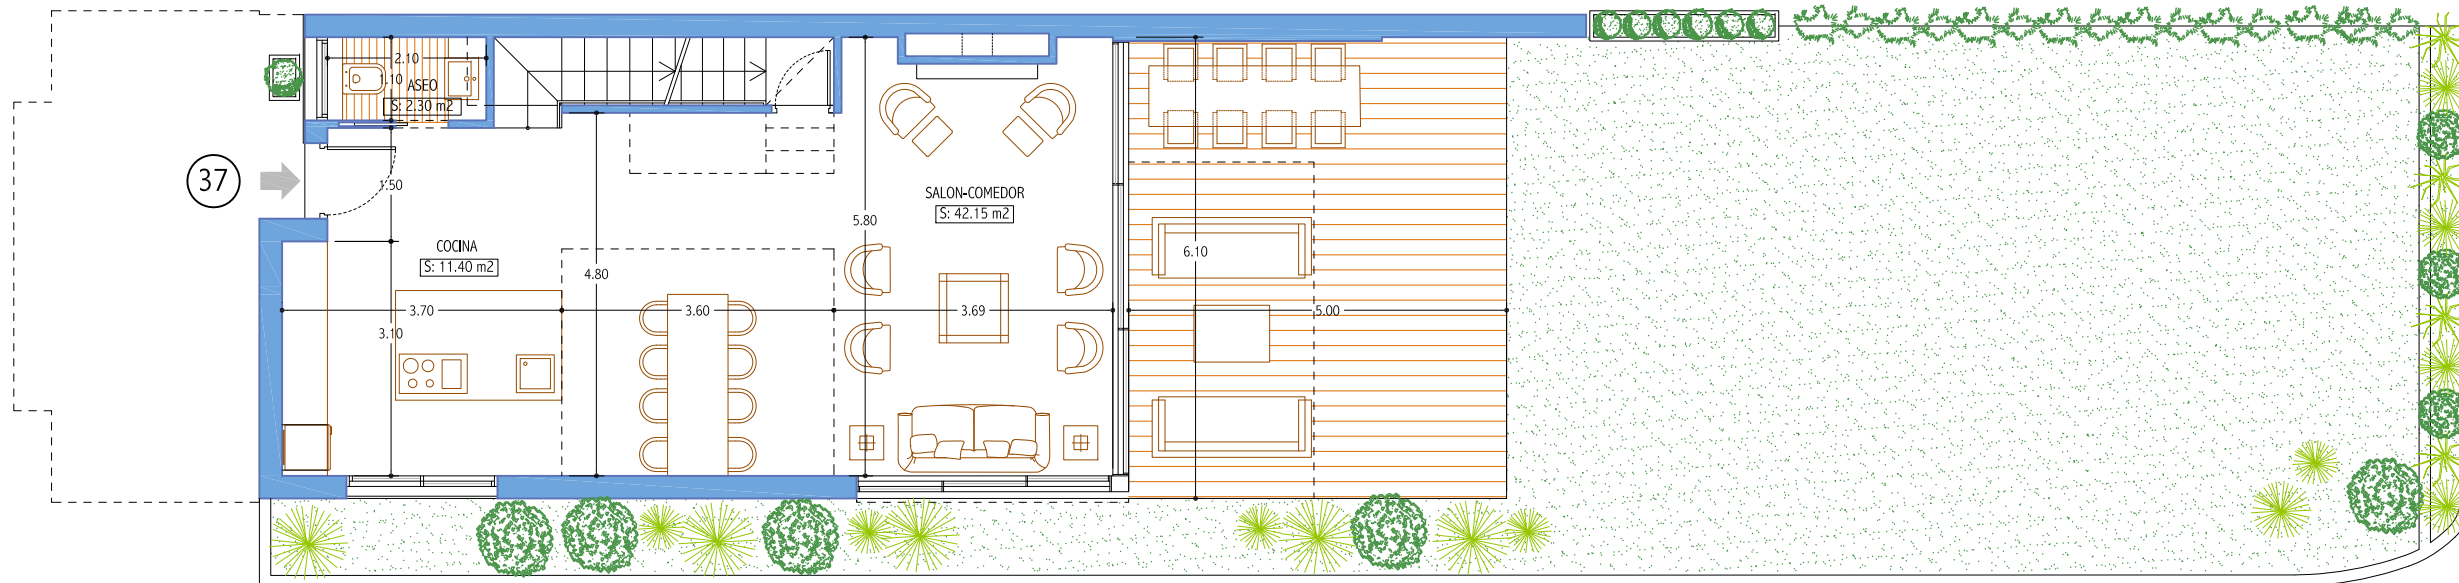 2.10
1.10
ASEO
S: 2.30 m2
37
1.50
SALON-COMEDOR
S: 42.15 m2
5.80
COCINA
S: 11.40 m2
6.10
4.80
3.70
3.60
3.69
5.00
3.10